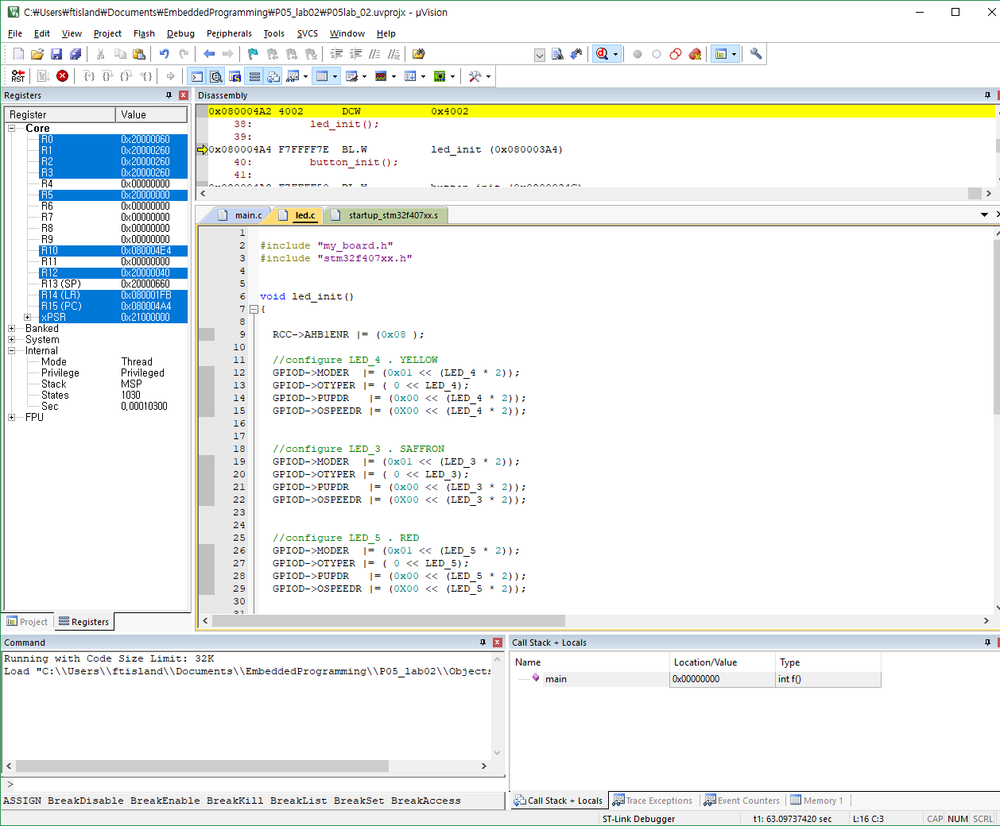 C:￦Users￦ftisland￦Documents￦EmbeddedProgramming￦P05_lab02￦P05lab_02.uvprojx - µVision
File Edit View Project Flash Debug Peripherals Tools SVCS Window Help
RST
Registers
Register Value
Core
R0 0x20000060
R1 0x20000260
R2 0x20000260
R3 0x20000260
R4 0x00000000
R5 0x20000000
R6 0x00000000
R7 0x00000000
R8 0x00000000
R9 0x00000000
R10 0x080004E4
R11 0x00000000
R12 0x20000040
R13 (SP) 0x20000660
R14 (LR) 0x080001FB
R15 (PC) 0x080004A4
xPSR 0x21000000
Banked
System
Internal
Mode Thread
Privilege Privileged
Stack MSP
States 1030
Sec 0,00010300
FPU
Project Registers
Disassembly
0x080004A2 4002 DCW 0x4002
38: led_init();
39:
0x080004A4 F7FFFF7E BL.W led_init (0x080003A4)
40: button_init();
41:
main.c led.c startup_stm32f407xx.s
1
2 #include "my_board.h"
3 #include "stm32f407xx.h"
4
5
6 void led_init()
7 {
8
9 RCC->AHB1ENR |= (0x08 );
10
11 //configure LED_4 . YELLOW
12 GPIOD->MODER |= (0x01 << (LED_4 * 2));
13 GPIOD->OTYPER |= ( 0 << LED_4);
14 GPIOD->PUPDR |= (0x00 << (LED_4 * 2));
15 GPIOD->OSPEEDR |= (0X00 << (LED_4 * 2));
16
17
18 //configure LED_3 . SAFFRON
19 GPIOD->MODER |= (0x01 << (LED_3 * 2));
20 GPIOD->OTYPER |= ( 0 << LED_3);
21 GPIOD->PUPDR |= (0x00 << (LED_3 * 2));
22 GPIOD->OSPEEDR |= (0X00 << (LED_3 * 2));
23
24
25 //configure LED_5 . RED
26 GPIOD->MODER |= (0x01 << (LED_5 * 2));
27 GPIOD->OTYPER |= ( 0 << LED_5);
28 GPIOD->PUPDR |= (0x00 << (LED_5 * 2));
29 GPIOD->OSPEEDR |= (0X00 << (LED_5 * 2));
30
Command
Running with Code Size Limit: 32K
Load "C:\\Users\\ftisland\\Documents\\EmbeddedProgramming\\P05_lab02\\Objects
>
ASSIGN BreakDisable BreakEnable BreakKill BreakList BreakSet BreakAccess
Call Stack + Locals
Name Location/Value Type
main 0x00000000 int f()
Call Stack + Locals Trace Exceptions Event Counters Memory 1
ST-Link Debugger t1: 63.09737420 sec L:16 C:3 CAP NUM SCRL